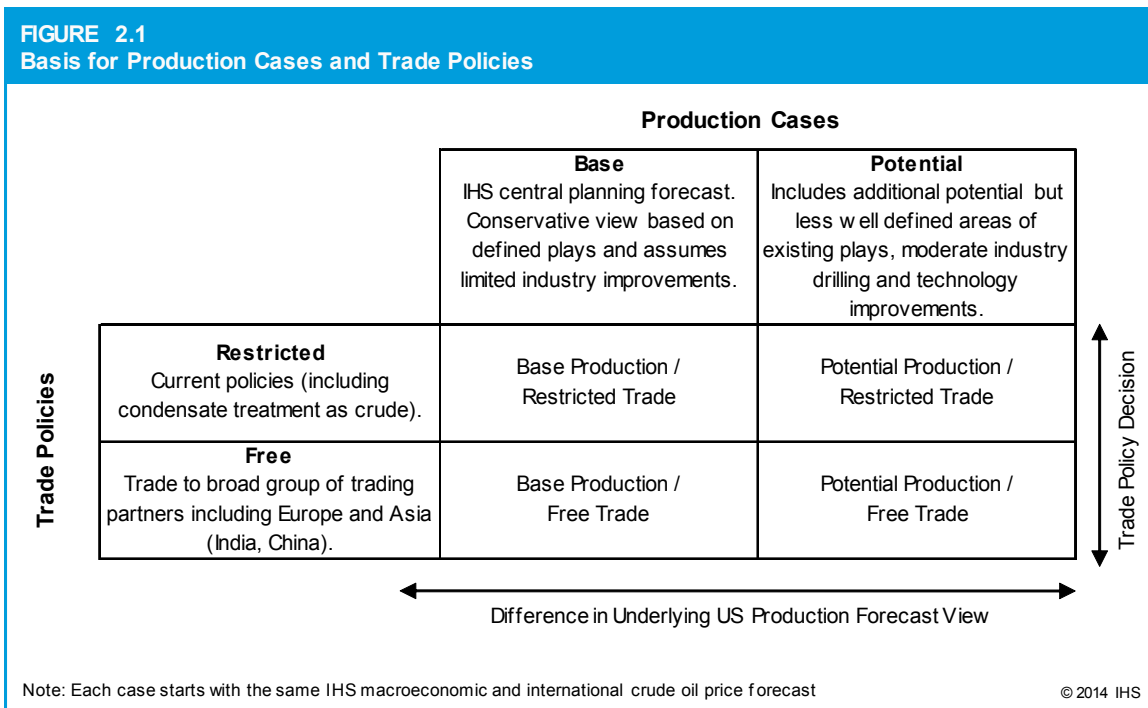 FIGURE 2.1
Basis for Production Cases and Trade Policies
Production Cases
Base
IHS central planning forecast.
Conservative view based on
defined plays and assumes
limited industry improvements.
Potential
Includes additional potential but
less well defined areas of
existing plays, moderate industry
drilling and technology
improvements.
Trade Policies
Restricted
Current policies (including
condensate treatment as crude).
Base Production /
Restricted Trade
Potential Production /
Restricted Trade
Free
Trade to broad group of trading
partners including Europe and Asia
(India, China).
Base Production /
Free Trade
Potential Production /
Free Trade
Trade Policy Decision
Difference in Underlying US Production Forecast View
Note: Each case starts with the same IHS macroeconomic and international crude oil price forecast
© 2014 IHS